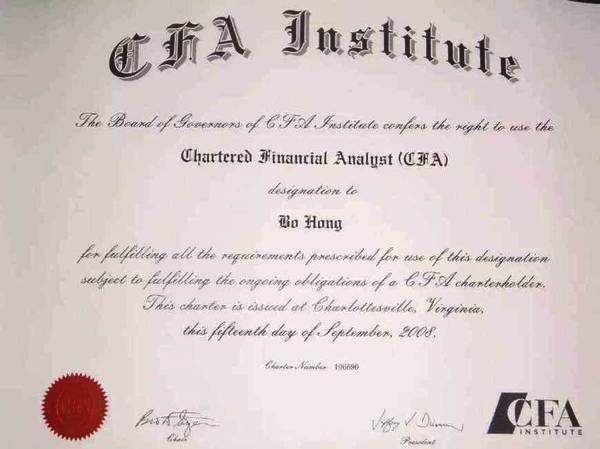 CFA Institute
The Board of Governors of CFA Institute confers the right to use the
Chartered Financial Analyst (CFA)
designation to
Bo Hong
for fulfilling all the requirements prescribed for use of this designation
subject to fulfilling the ongoing obligations of a CFA charterholder.
This charter is issued at Charlottesville, Virginia,
this fifteenth day of September, 2008.
Charter Number 106690
Chair
President
CFA
INSTITUTE